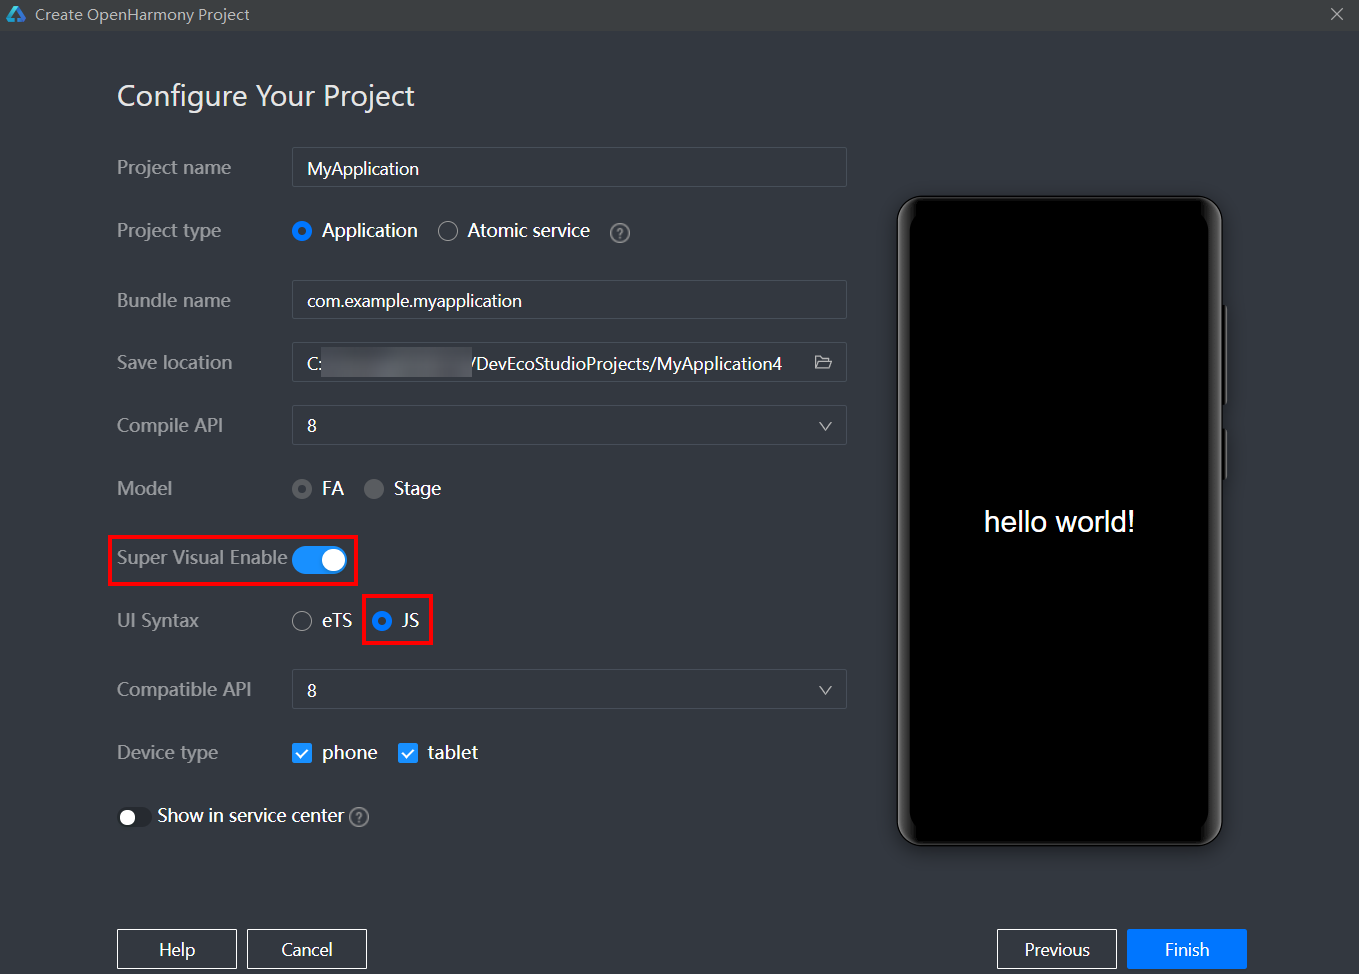 Create OpenHarmony Project
Configure Your Project
Project name MyApplication
Project type Application Atomic service ?
Bundle name com.example.myapplication
Save location C: /DevEcoStudioProjects/MyApplication4
Compile API 8
Model FA Stage
Super Visual Enable
UI Syntax eTS JS
Compatible API 8
Device type phone tablet
Show in service center ?
hello world!
Help Cancel Previous Finish